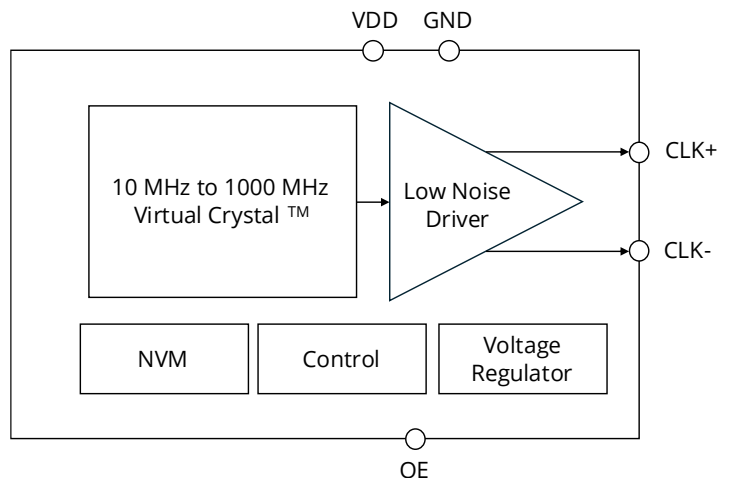 VDD GND
CLK+
10 MHz to 1000 MHz
Virtual Crystal ™
Low Noise
Driver
CLK-
NVM
Control
Voltage
Regulator
OE